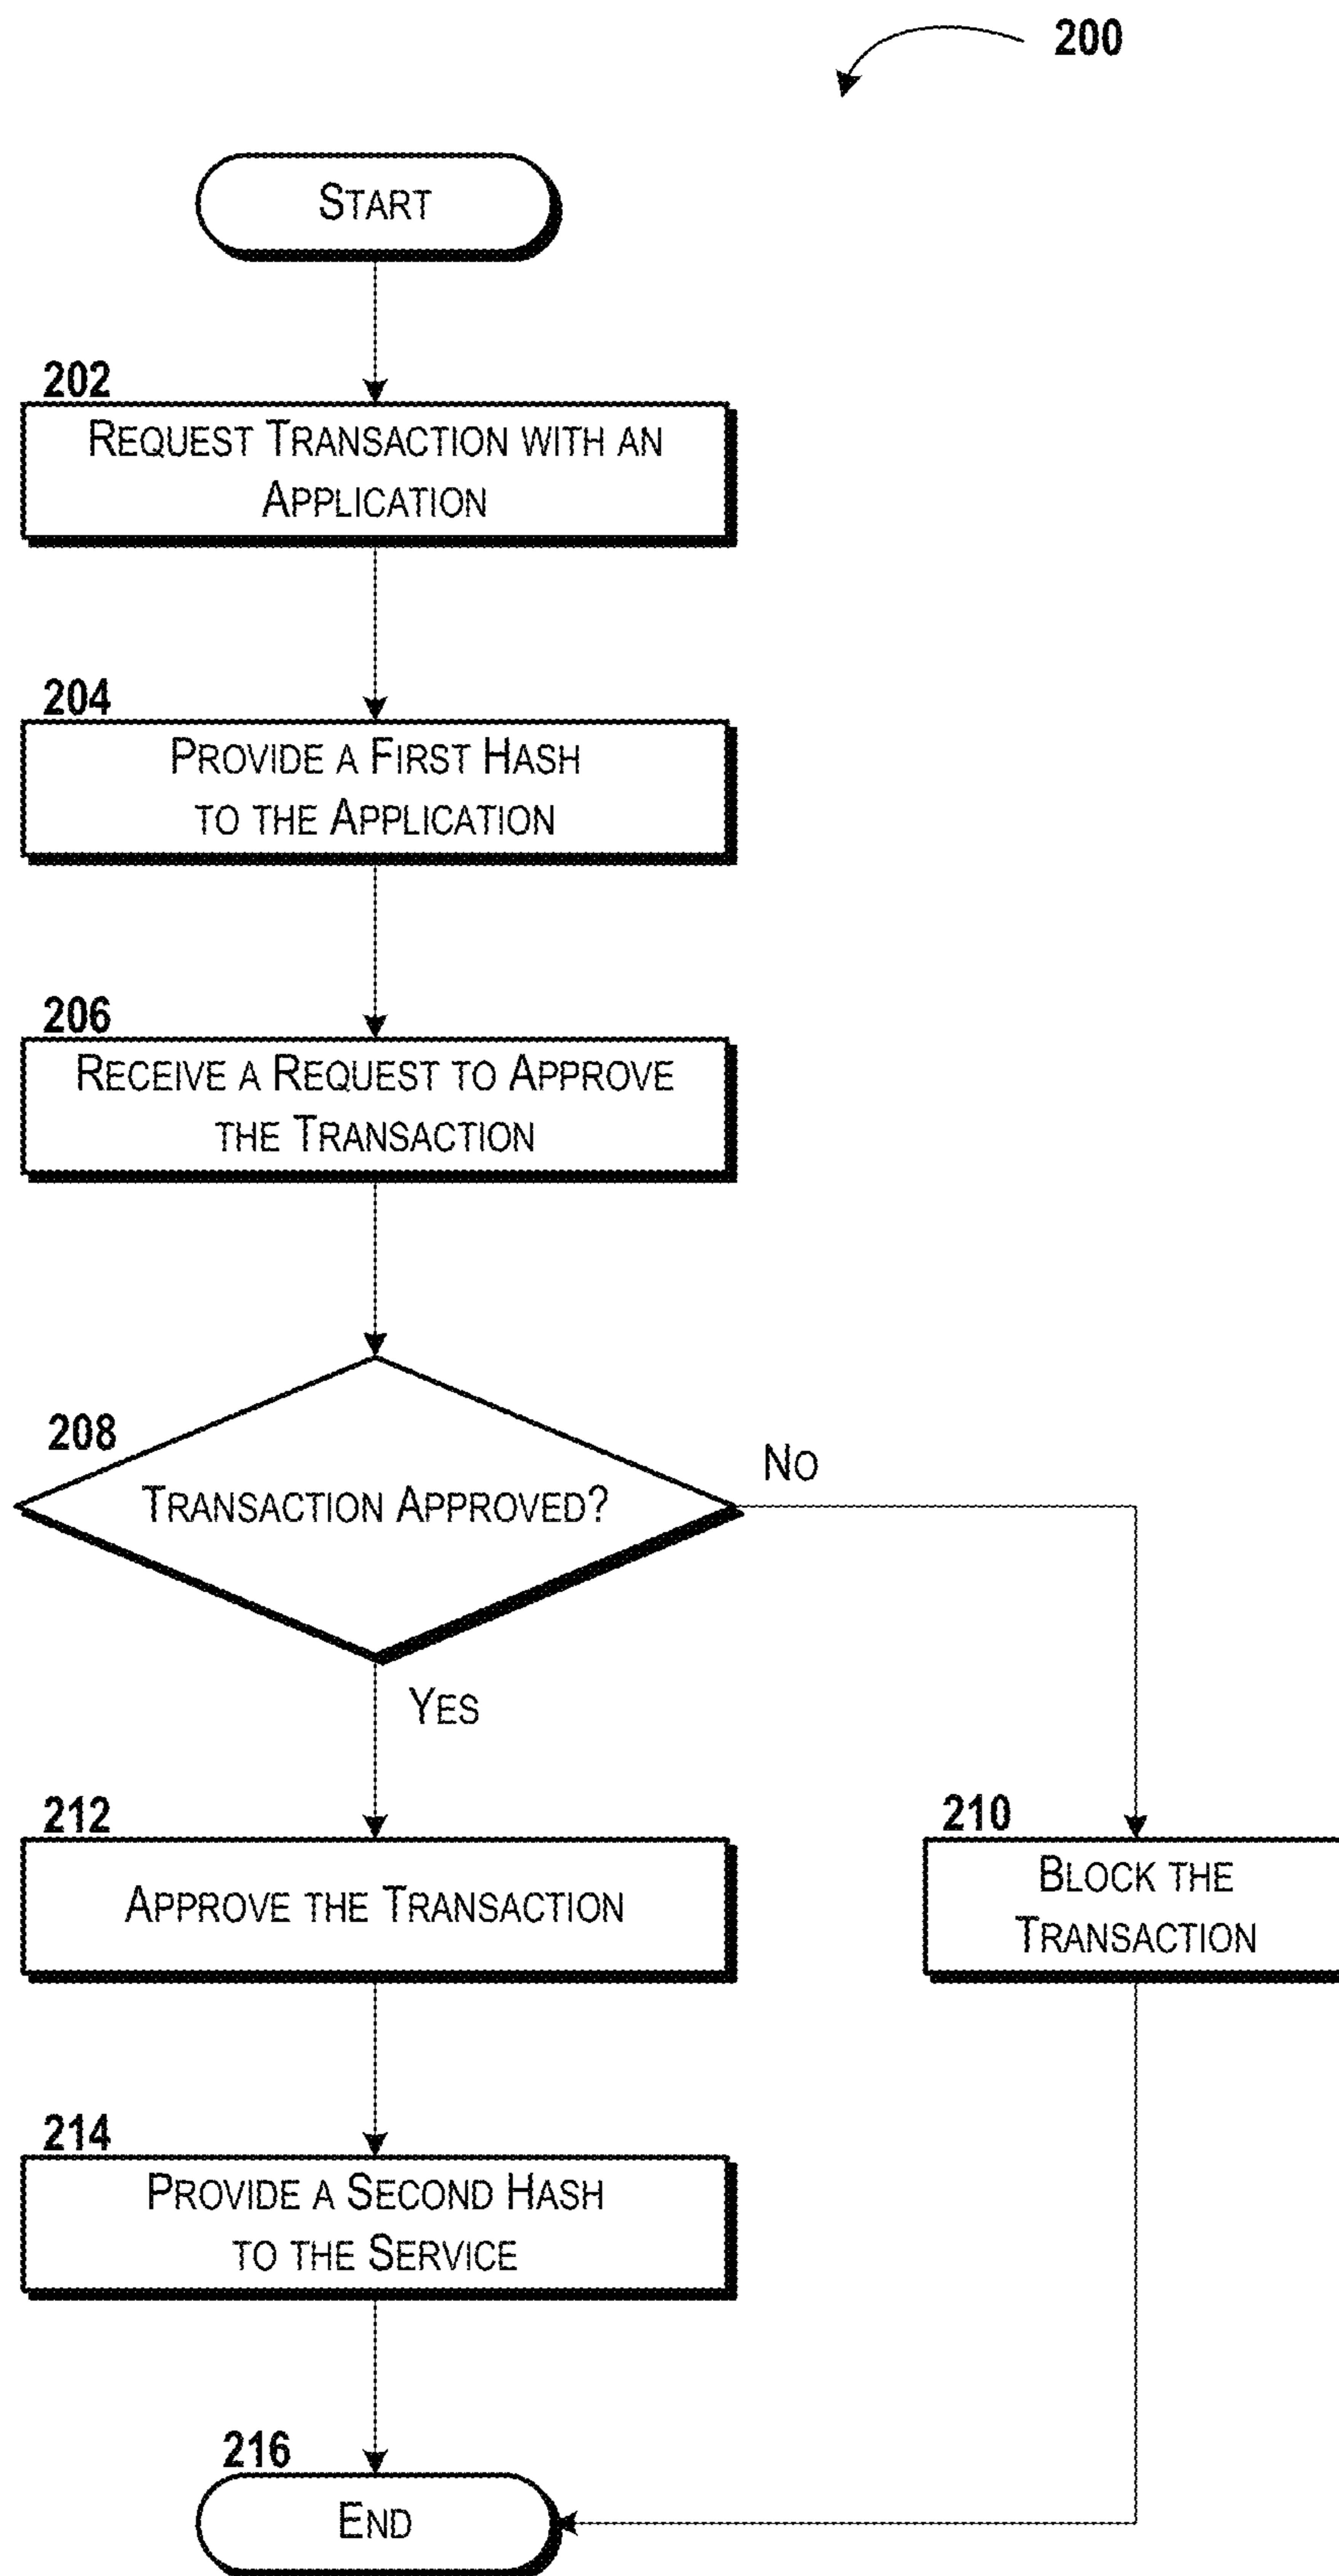 200
START
202
REQUEST TRANSACTION WITH AN
APPLICATION
204
PROVIDE A FIRST HASH
TO THE APPLICATION
206
RECEIVE A REQUEST TO APPROVE
THE TRANSACTION
208
TRANSACTION APPROVED?
NO
YES
212
APPROVE THE TRANSACTION
210
BLOCK THE
TRANSACTION
214
PROVIDE A SECOND HASH
TO THE SERVICE
216
END